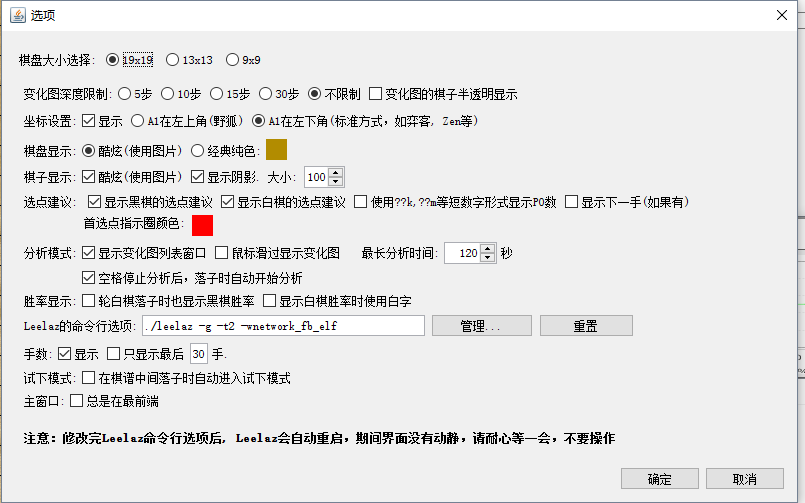 选项
棋盘大小选择: 19x19 13x13 9x9
变化图深度限制: 5步 10步 15步 30步 不限制 变化图的棋子半透明显示
坐标设置: 显示 A1在左上角(野狐) A1在左下角(标准方式，如弈客, Zen等)
棋盘显示: 酷炫(使用图片) 经典纯色:
棋子显示: 酷炫(使用图片) 显示阴影. 大小: 100
选点建议: 显示黑棋的选点建议 显示白棋的选点建议 使用??k,??m等短数字形式显示PO数 显示下一手(如果有)
首选点指示圈颜色:
分析模式: 显示变化图列表窗口 鼠标滑过显示变化图 最长分析时间: 120 秒
空格停止分析后，落子时自动开始分析
胜率显示: 轮白棋落子时也显示黑棋胜率 显示白棋胜率时使用白字
Leelaz的命令行选项: ./leelaz -g -t2 -wnetwork_fb_elf 管理... 重置
手数: 显示 只显示最后 30 手.
试下模式: 在棋谱中间落子时自动进入试下模式
主窗口: 总是在最前端
注意：修改完Leelaz命令行选项后, Leelaz会自动重启，期间界面没有动静，请耐心等一会，不要操作
确定 取消